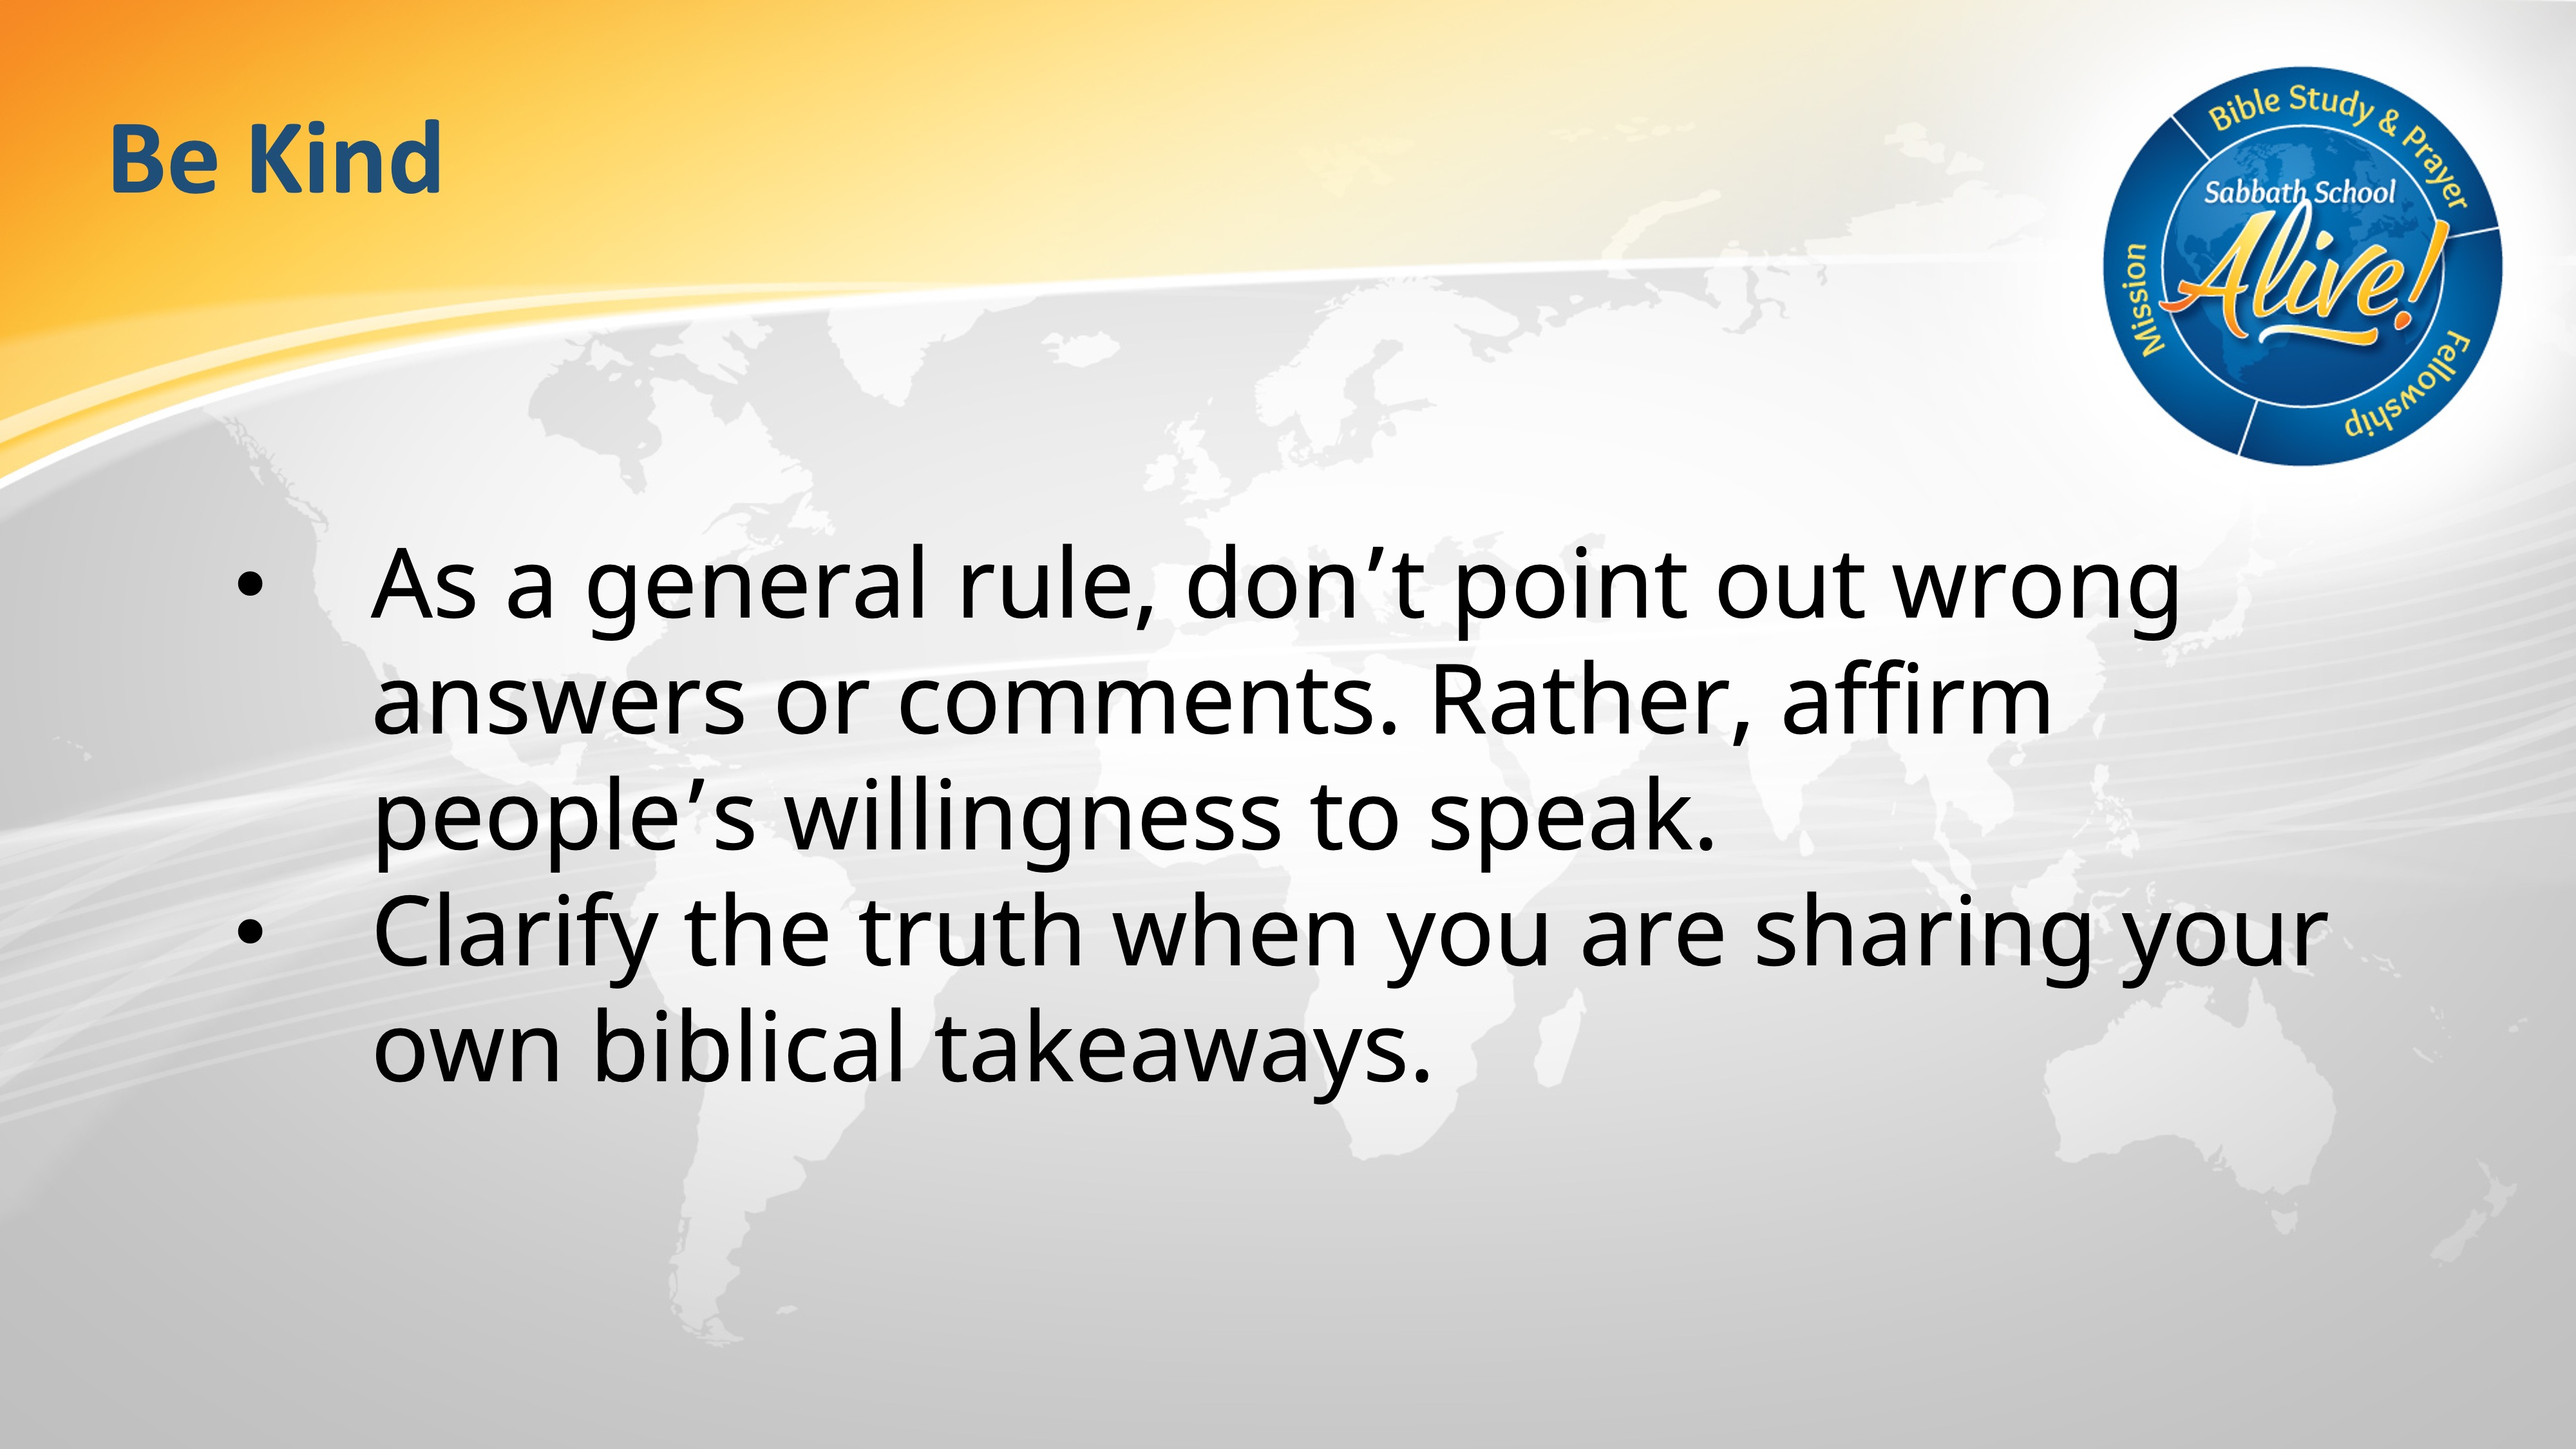 Be Kind
Bible Study & Prayer
Sabbath School
Alive!
Mission
Fellowship
• As a general rule, don’t point out wrong
answers or comments. Rather, affirm
people’s willingness to speak.
• Clarify the truth when you are sharing your
own biblical takeaways.